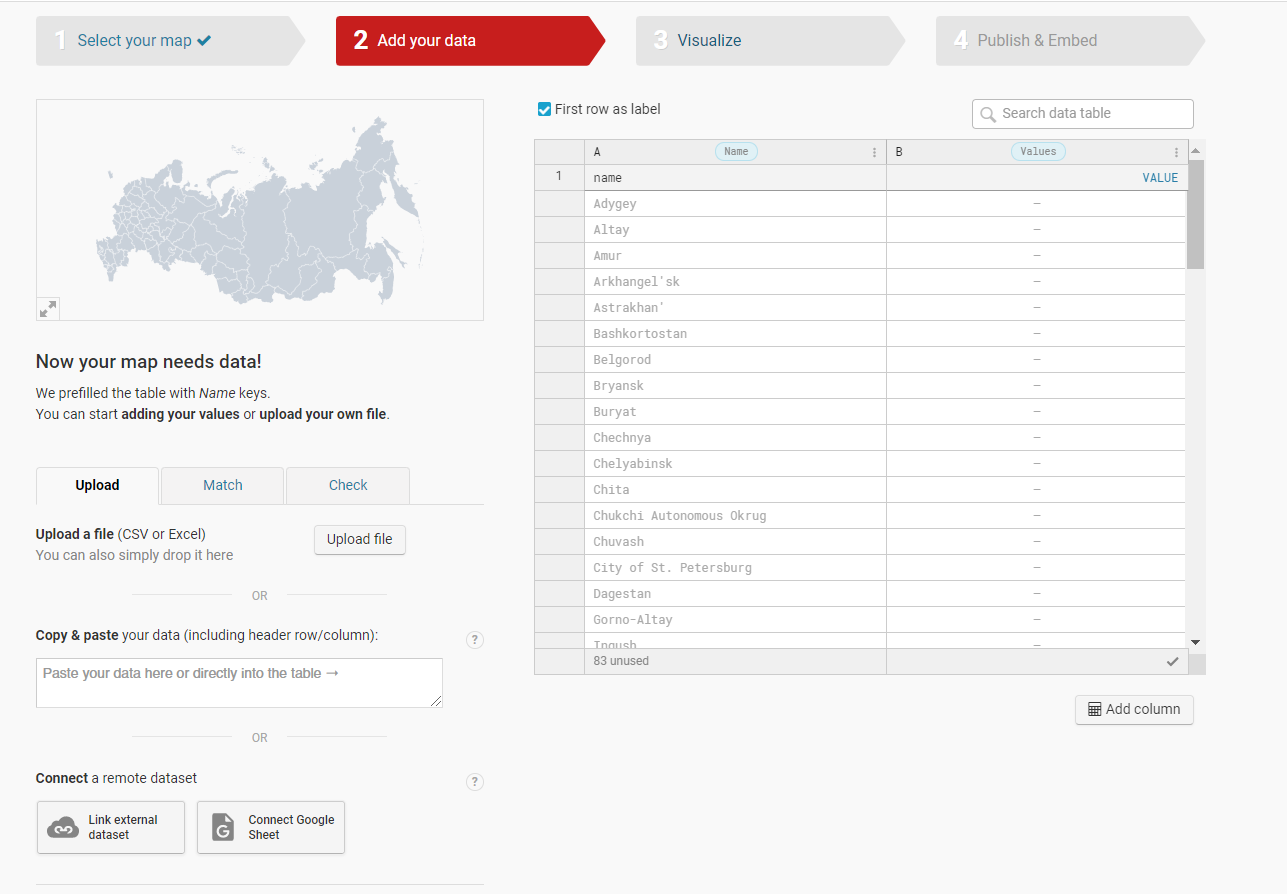 1 Select your map
2 Add your data
3 Visualize
4 Publish & Embed
First row as label
Search data table
A Name B Values
1 name VALUE
Adygey –
Altay –
Amur –
Arkhangel'sk –
Astrakhan' –
Bashkortostan –
Belgorod –
Bryansk –
Buryat –
Chechnya –
Chelyabinsk –
Chita –
Chukchi Autonomous Okrug –
Chuvash –
City of St. Petersburg –
Dagestan –
Gorno-Altay –
Ingush –
83 unused
Add column
Now your map needs data!
We prefilled the table with Name keys.
You can start adding your values or upload your own file.
Upload Match Check
Upload a file (CSV or Excel)
You can also simply drop it here
Upload file
OR
Copy & paste your data (including header row/column):
?
Paste your data here or directly into the table →
OR
Connect a remote dataset
?
Link external
dataset
Connect Google
Sheet